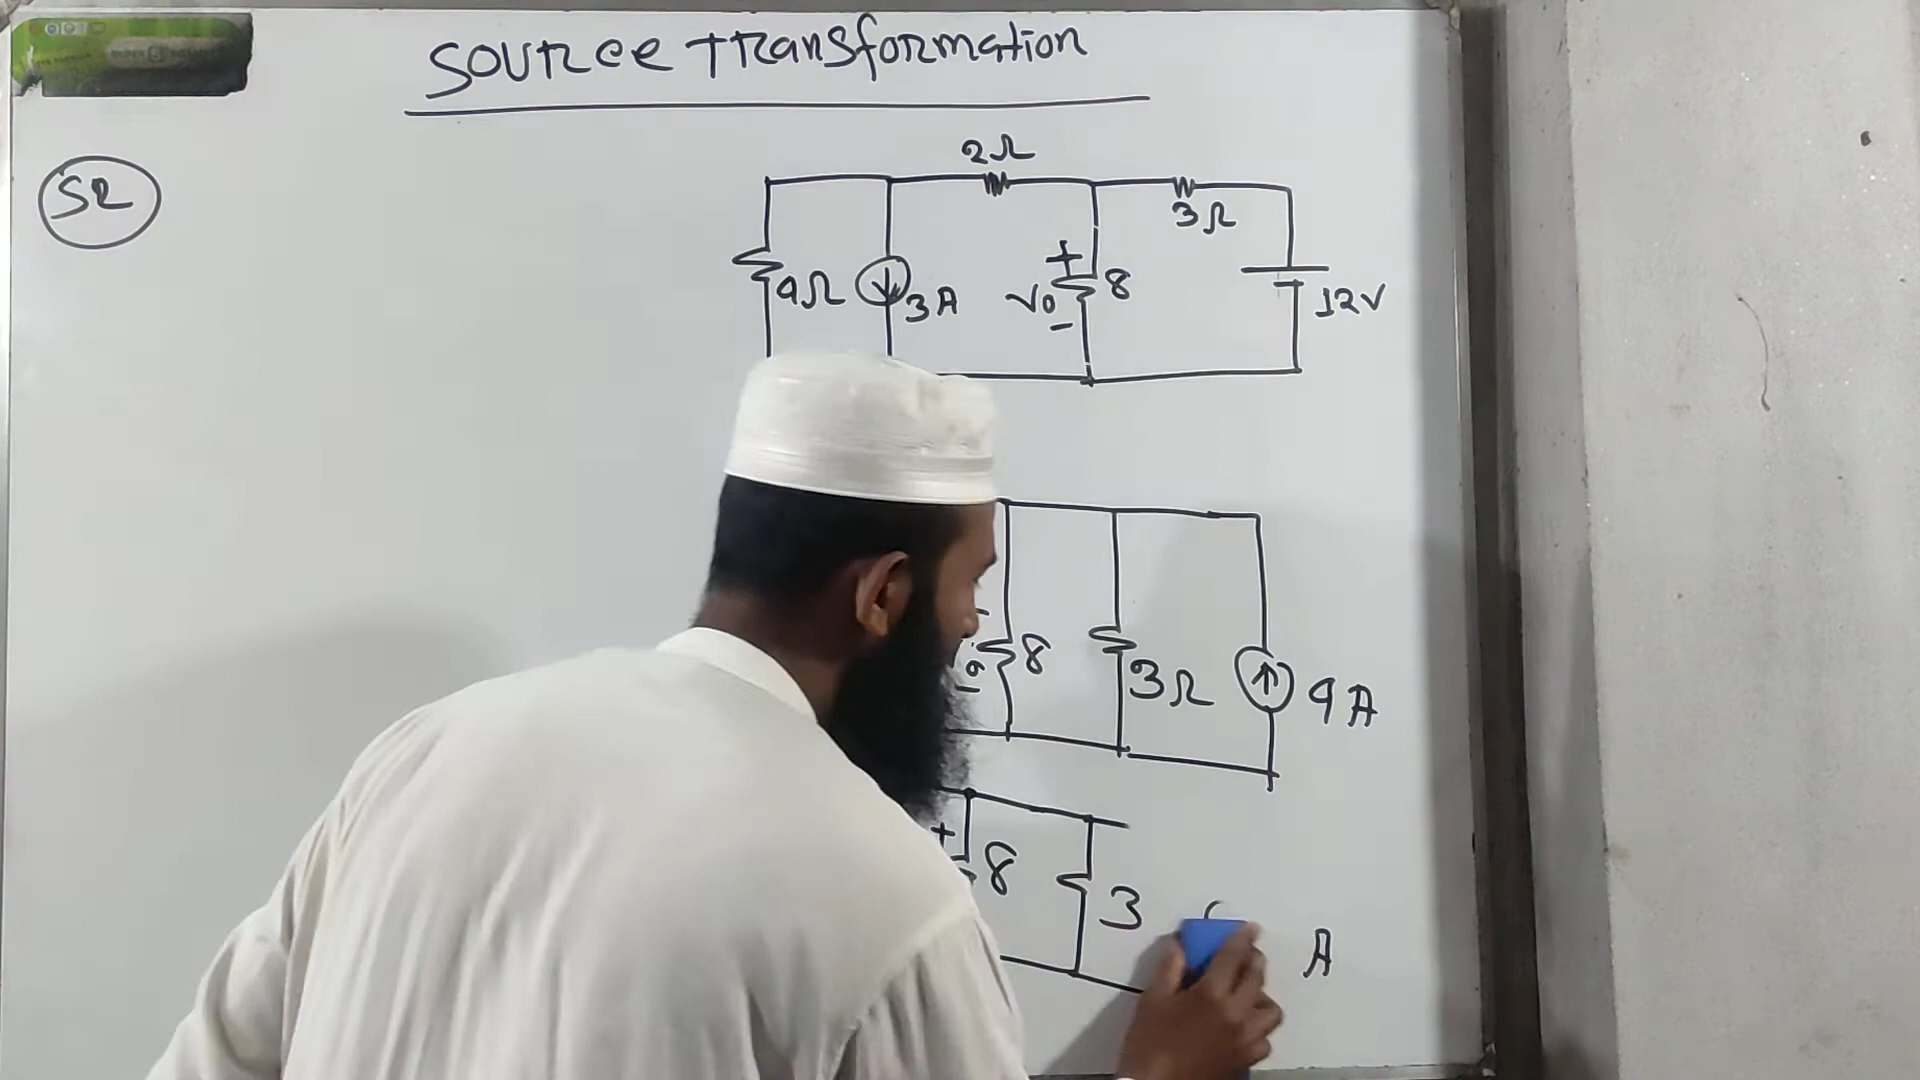 Source Transformation
SR
2Ω
3Ω
4Ω
3A
+
Vo
-
8
12V
8
3Ω
4A
+
8
3
A